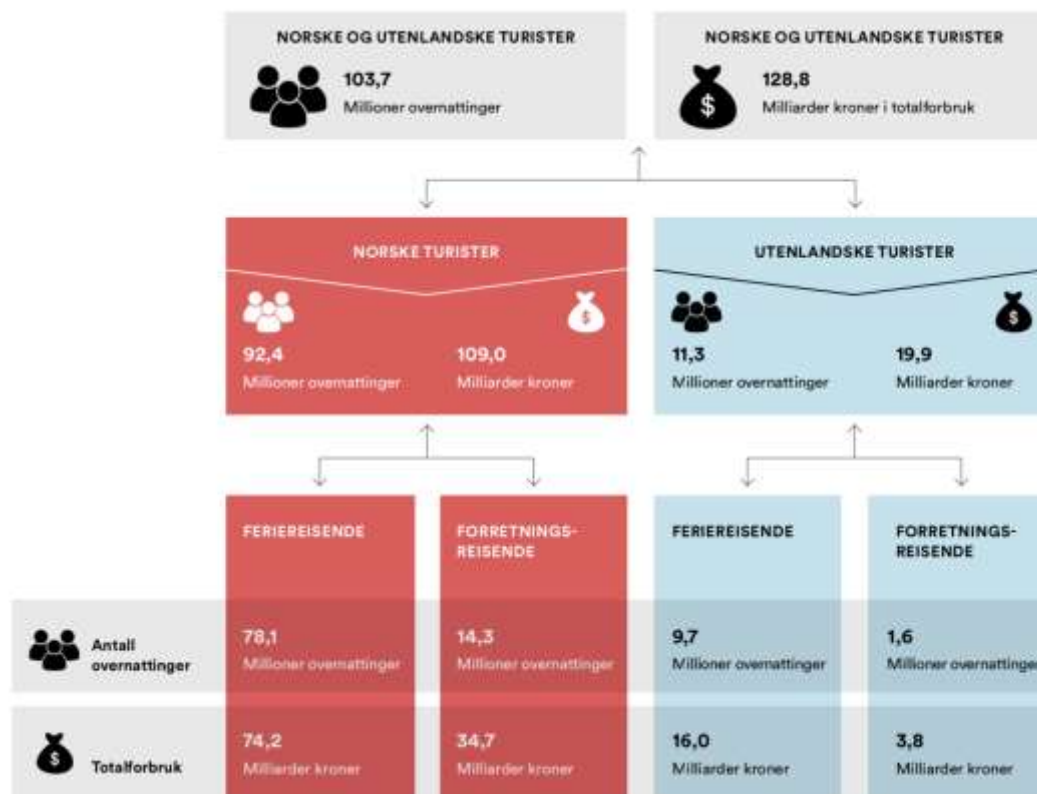 NORSKE OG UTENLANDSKE TURISTER
103,7
Millioner overnattinger
NORSKE OG UTENLANDSKE TURISTER
$
128,8
Milliarder kroner i totalforbruk
NORSKE TURISTER
$
92,4
Millioner overnattinger
109,0
Milliarder kroner
UTENLANDSKE TURISTER
$
11,3
Millioner overnattinger
19,9
Milliarder kroner
FERIEREISENDE
FORRETNINGS-
REISENDE
FERIEREISENDE
FORRETNINGS-
REISENDE
Antall
overnattinger
78,1
Millioner overnattinger
14,3
Millioner overnattinger
9,7
Millioner overnattinger
1,6
Millioner overnattinger
$
Totalforbruk
74,2
Milliarder kroner
34,7
Milliarder kroner
16,0
Milliarder kroner
3,8
Milliarder kroner